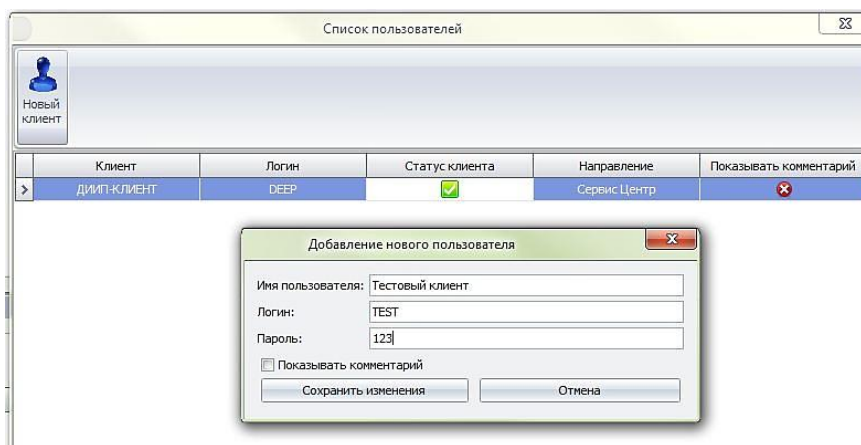 Список пользователей
Новый
клиент
Клиент Логин Статус клиента Направление Показывать комментарий
ДИИП-КЛИЕНТ DEEP Сервис Центр
Добавление нового пользователя
Имя пользователя: Тестовый клиент
Логин: TEST
Пароль: 123
Показывать комментарий
Сохранить изменения Отмена